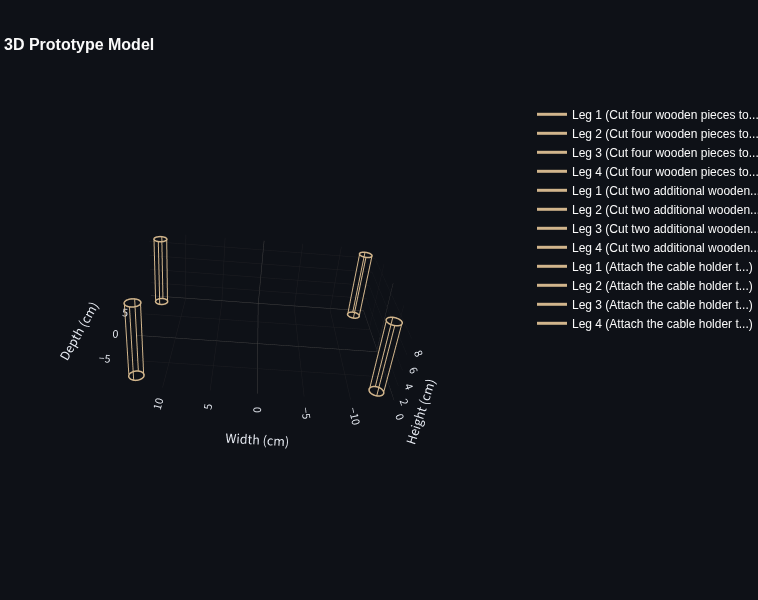 3D Prototype Model
Leg 1 (Cut four wooden pieces to...
Leg 2 (Cut four wooden pieces to...
Leg 3 (Cut four wooden pieces to...
Leg 4 (Cut four wooden pieces to...
Leg 1 (Cut two additional wooden...
Leg 2 (Cut two additional wooden...
Leg 3 (Cut two additional wooden...
Leg 4 (Cut two additional wooden...
Leg 1 (Attach the cable holder t...)
Leg 2 (Attach the cable holder t...)
Leg 3 (Attach the cable holder t...)
Leg 4 (Attach the cable holder t...)
Depth (cm)
5
0
−5
Width (cm)
10
5
0
−5
−10
Height (cm)
8
6
4
2
0